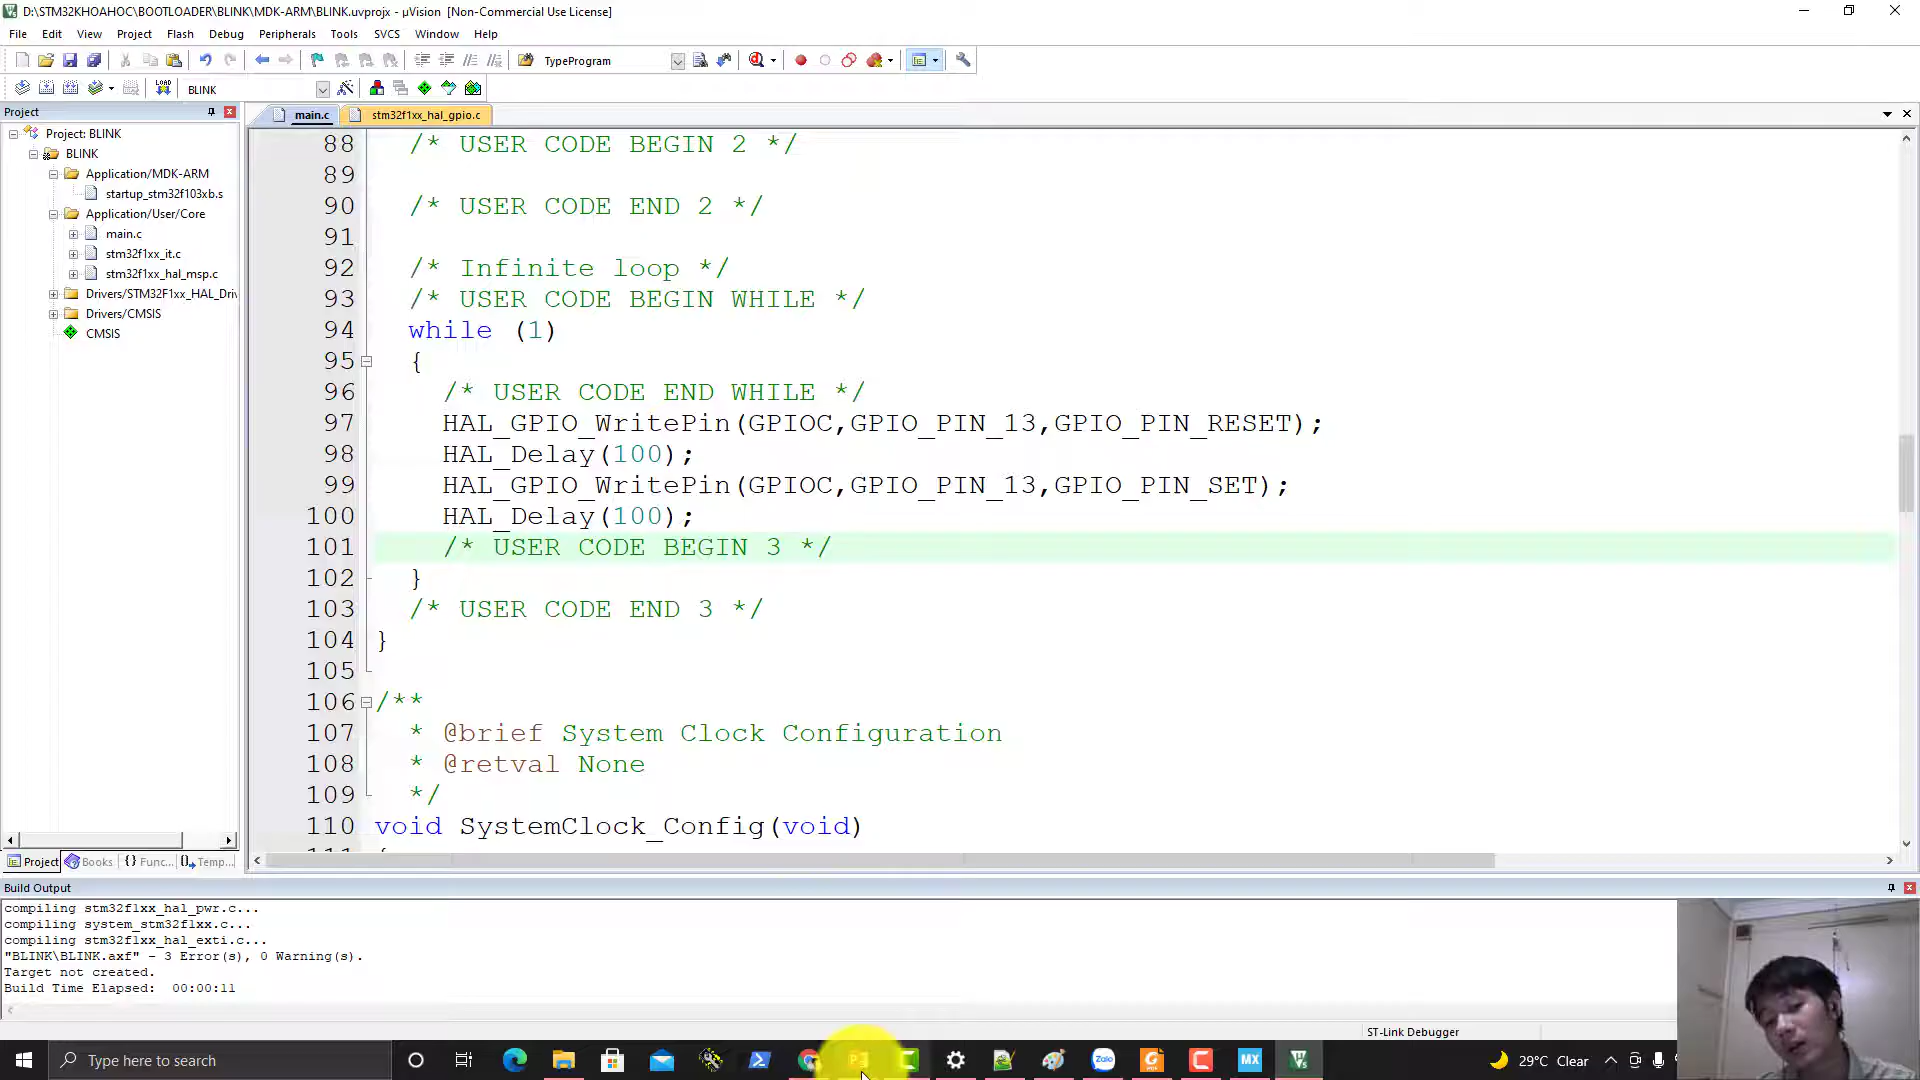 D:\STM32KHOAHOC\BOOTLOADER\BLINK\MDK-ARM\BLINK.uvprojx - µVision [Non-Commercial Use License]
File Edit View Project Flash Debug Peripherals Tools SVCS Window Help
TypeProgram
LOAD BLINK
Project
main.c stm32f1xx_hal_gpio.c
Project: BLINK
BLINK
Application/MDK-ARM
startup_stm32f103xb.s
Application/User/Core
main.c
stm32f1xx_it.c
stm32f1xx_hal_msp.c
Drivers/STM32F1xx_HAL_Driv
Drivers/CMSIS
CMSIS
88 /* USER CODE BEGIN 2 */
89
90 /* USER CODE END 2 */
91
92 /* Infinite loop */
93 /* USER CODE BEGIN WHILE */
94 while (1)
95 {
96 /* USER CODE END WHILE */
97 HAL_GPIO_WritePin(GPIOC,GPIO_PIN_13,GPIO_PIN_RESET);
98 HAL_Delay(100);
99 HAL_GPIO_WritePin(GPIOC,GPIO_PIN_13,GPIO_PIN_SET);
100 HAL_Delay(100);
101 /* USER CODE BEGIN 3 */
102 }
103 /* USER CODE END 3 */
104 }
105
106 /**
107 * @brief System Clock Configuration
108 * @retval None
109 */
110 void SystemClock_Config(void)
Project Books {} Func... Temp...
Build Output
compiling stm32f1xx_hal_pwr.c...
compiling system_stm32f1xx.c...
compiling stm32f1xx_hal_exti.c...
"BLINK\BLINK.axf" - 3 Error(s), 0 Warning(s).
Target not created.
Build Time Elapsed:  00:00:11
ST-Link Debugger
Type here to search
Zalo
MX
29°C Clear